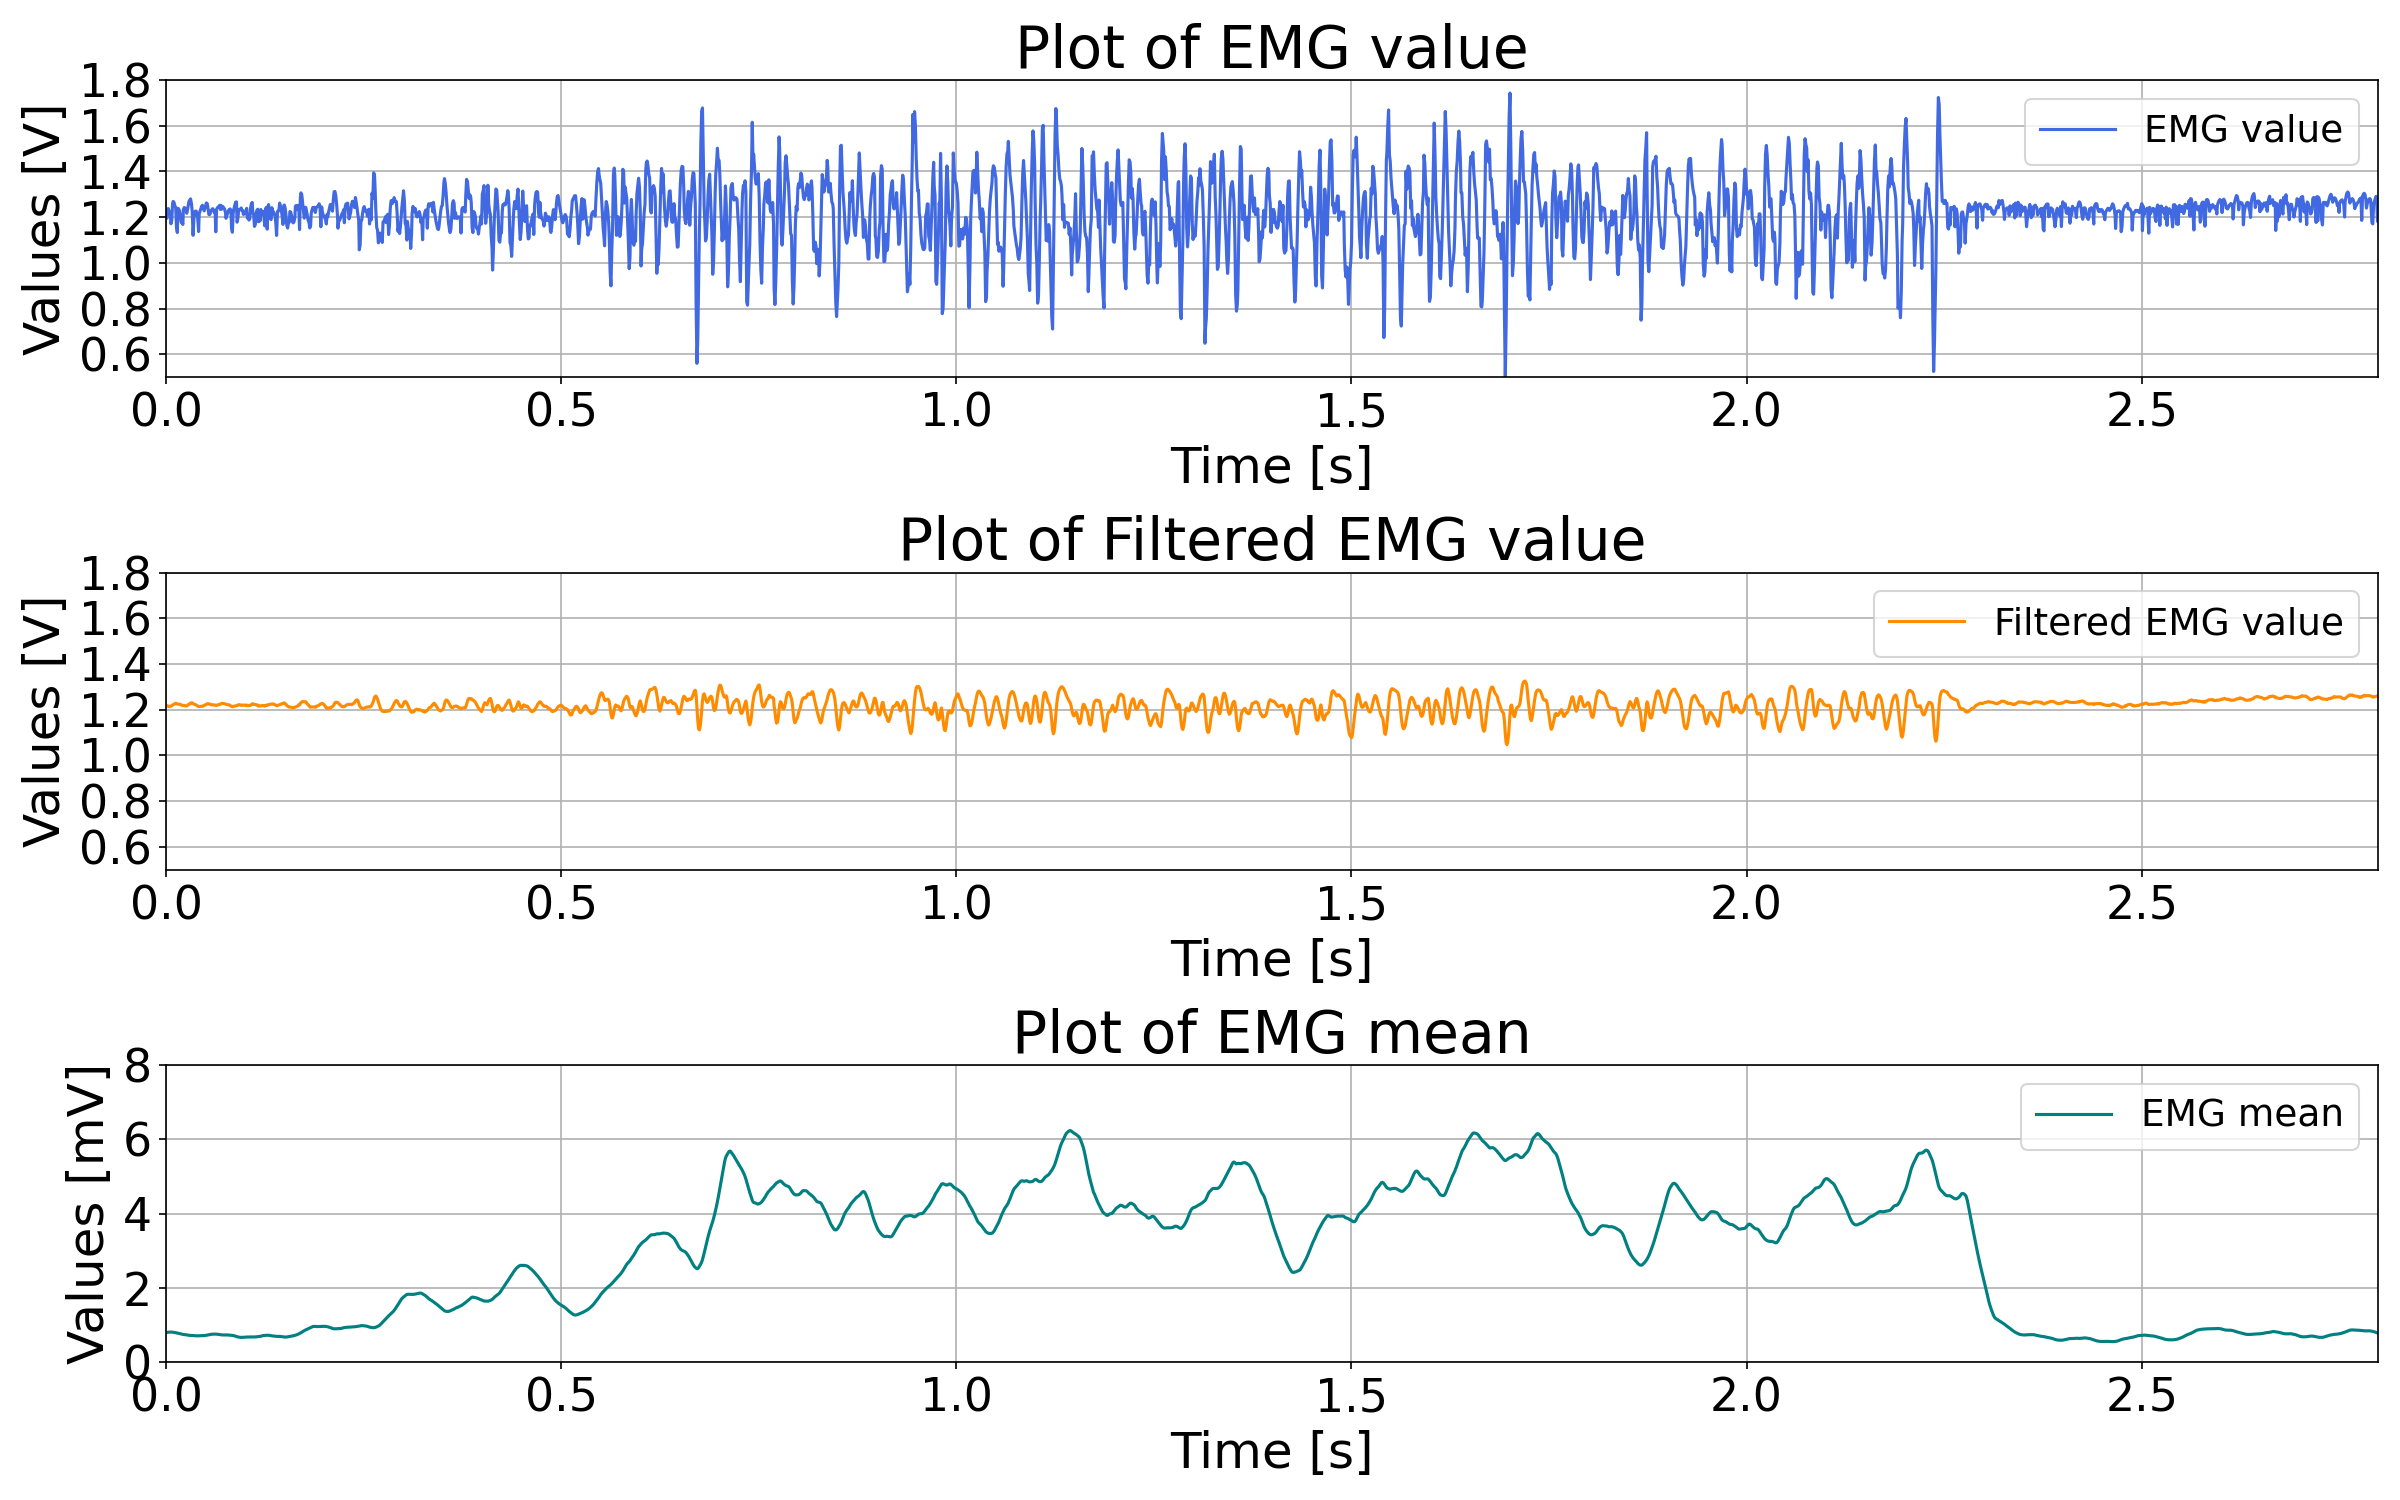 Plot of EMG value
Values [V]
1.8
1.6
1.4
1.2
1.0
0.8
0.6
EMG value
0.0 0.5 1.0 1.5 2.0 2.5
Time [s]
Plot of Filtered EMG value
Values [V]
1.8
1.6
1.4
1.2
1.0
0.8
0.6
Filtered EMG value
0.0 0.5 1.0 1.5 2.0 2.5
Time [s]
Plot of EMG mean
Values [mV]
8
6
4
2
0
EMG mean
0.0 0.5 1.0 1.5 2.0 2.5
Time [s]